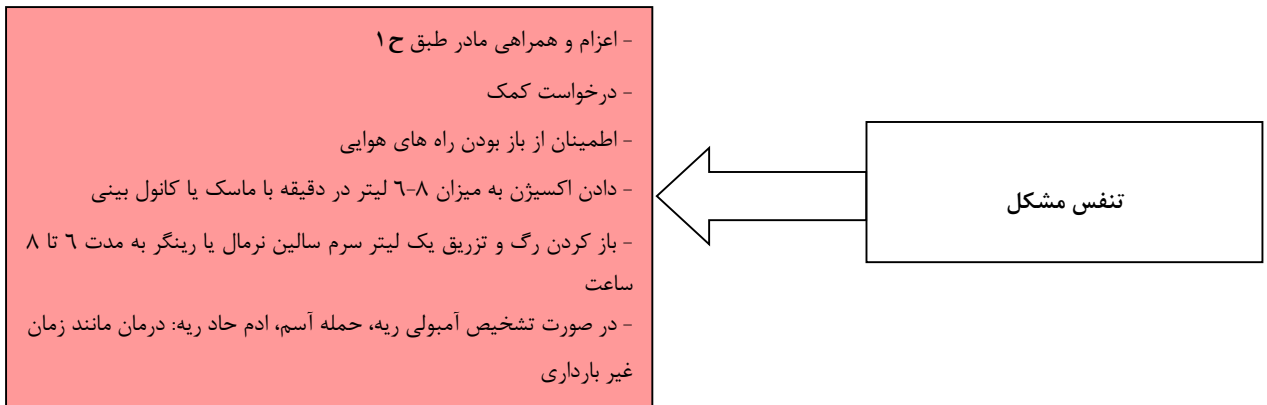 - اعزام و همراهی مادر طبق ح۱
- درخواست کمک
- اطمینان از باز بودن راه های هوایی
- دادن اکسیژن به میزان ۸-٦ لیتر در دقیقه با ماسک یا کانول بینی
- باز کردن رگ و تزریق یک لیتر سرم سالین نرمال یا رینگر به مدت ٦ تا ۸
ساعت
- در صورت تشخیص آمبولی ریه، حمله آسم، ادم حاد ریه: درمان مانند زمان
غیر بارداری
تنفس مشکل